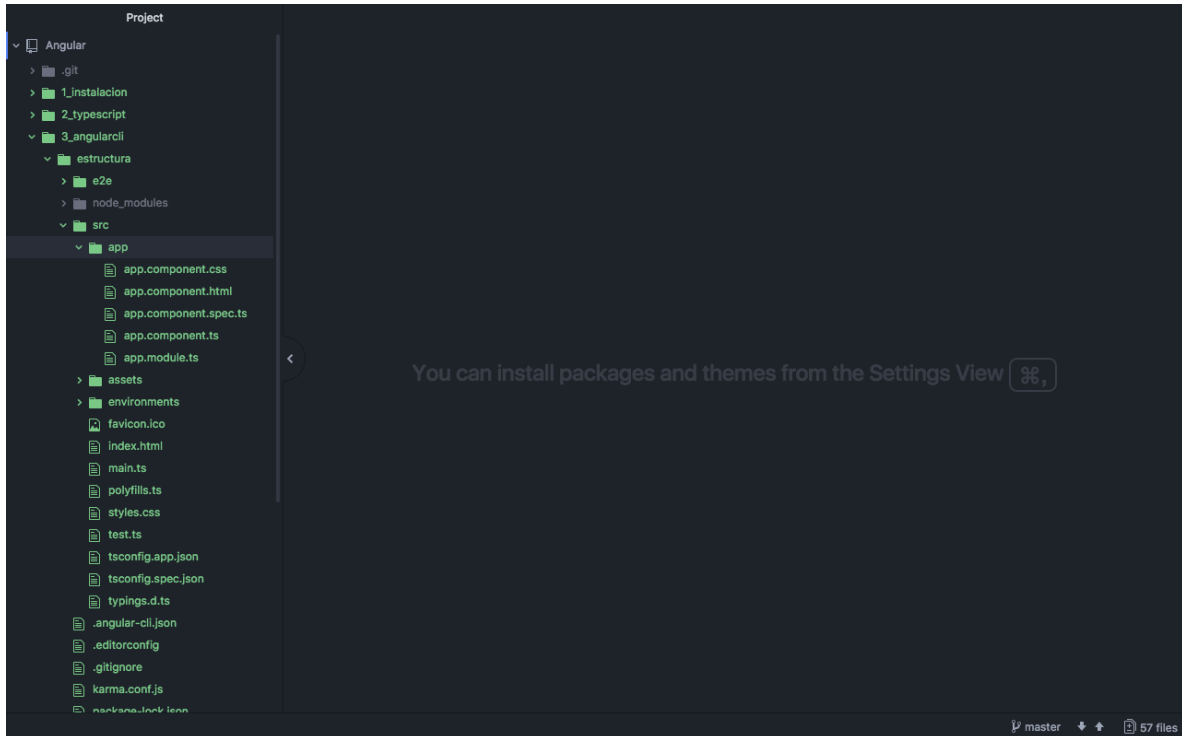 Project
Angular
.git
1_instalacion
2_typescript
3_angularcli
estructura
e2e
node_modules
src
app
app.component.css
app.component.html
app.component.spec.ts
app.component.ts
app.module.ts
assets
environments
favicon.ico
index.html
main.ts
polyfills.ts
styles.css
test.ts
tsconfig.app.json
tsconfig.spec.json
typings.d.ts
.angular-cli.json
.editorconfig
.gitignore
karma.conf.js
package-lock.json
You can install packages and themes from the Settings View ⌘,
master 57 files